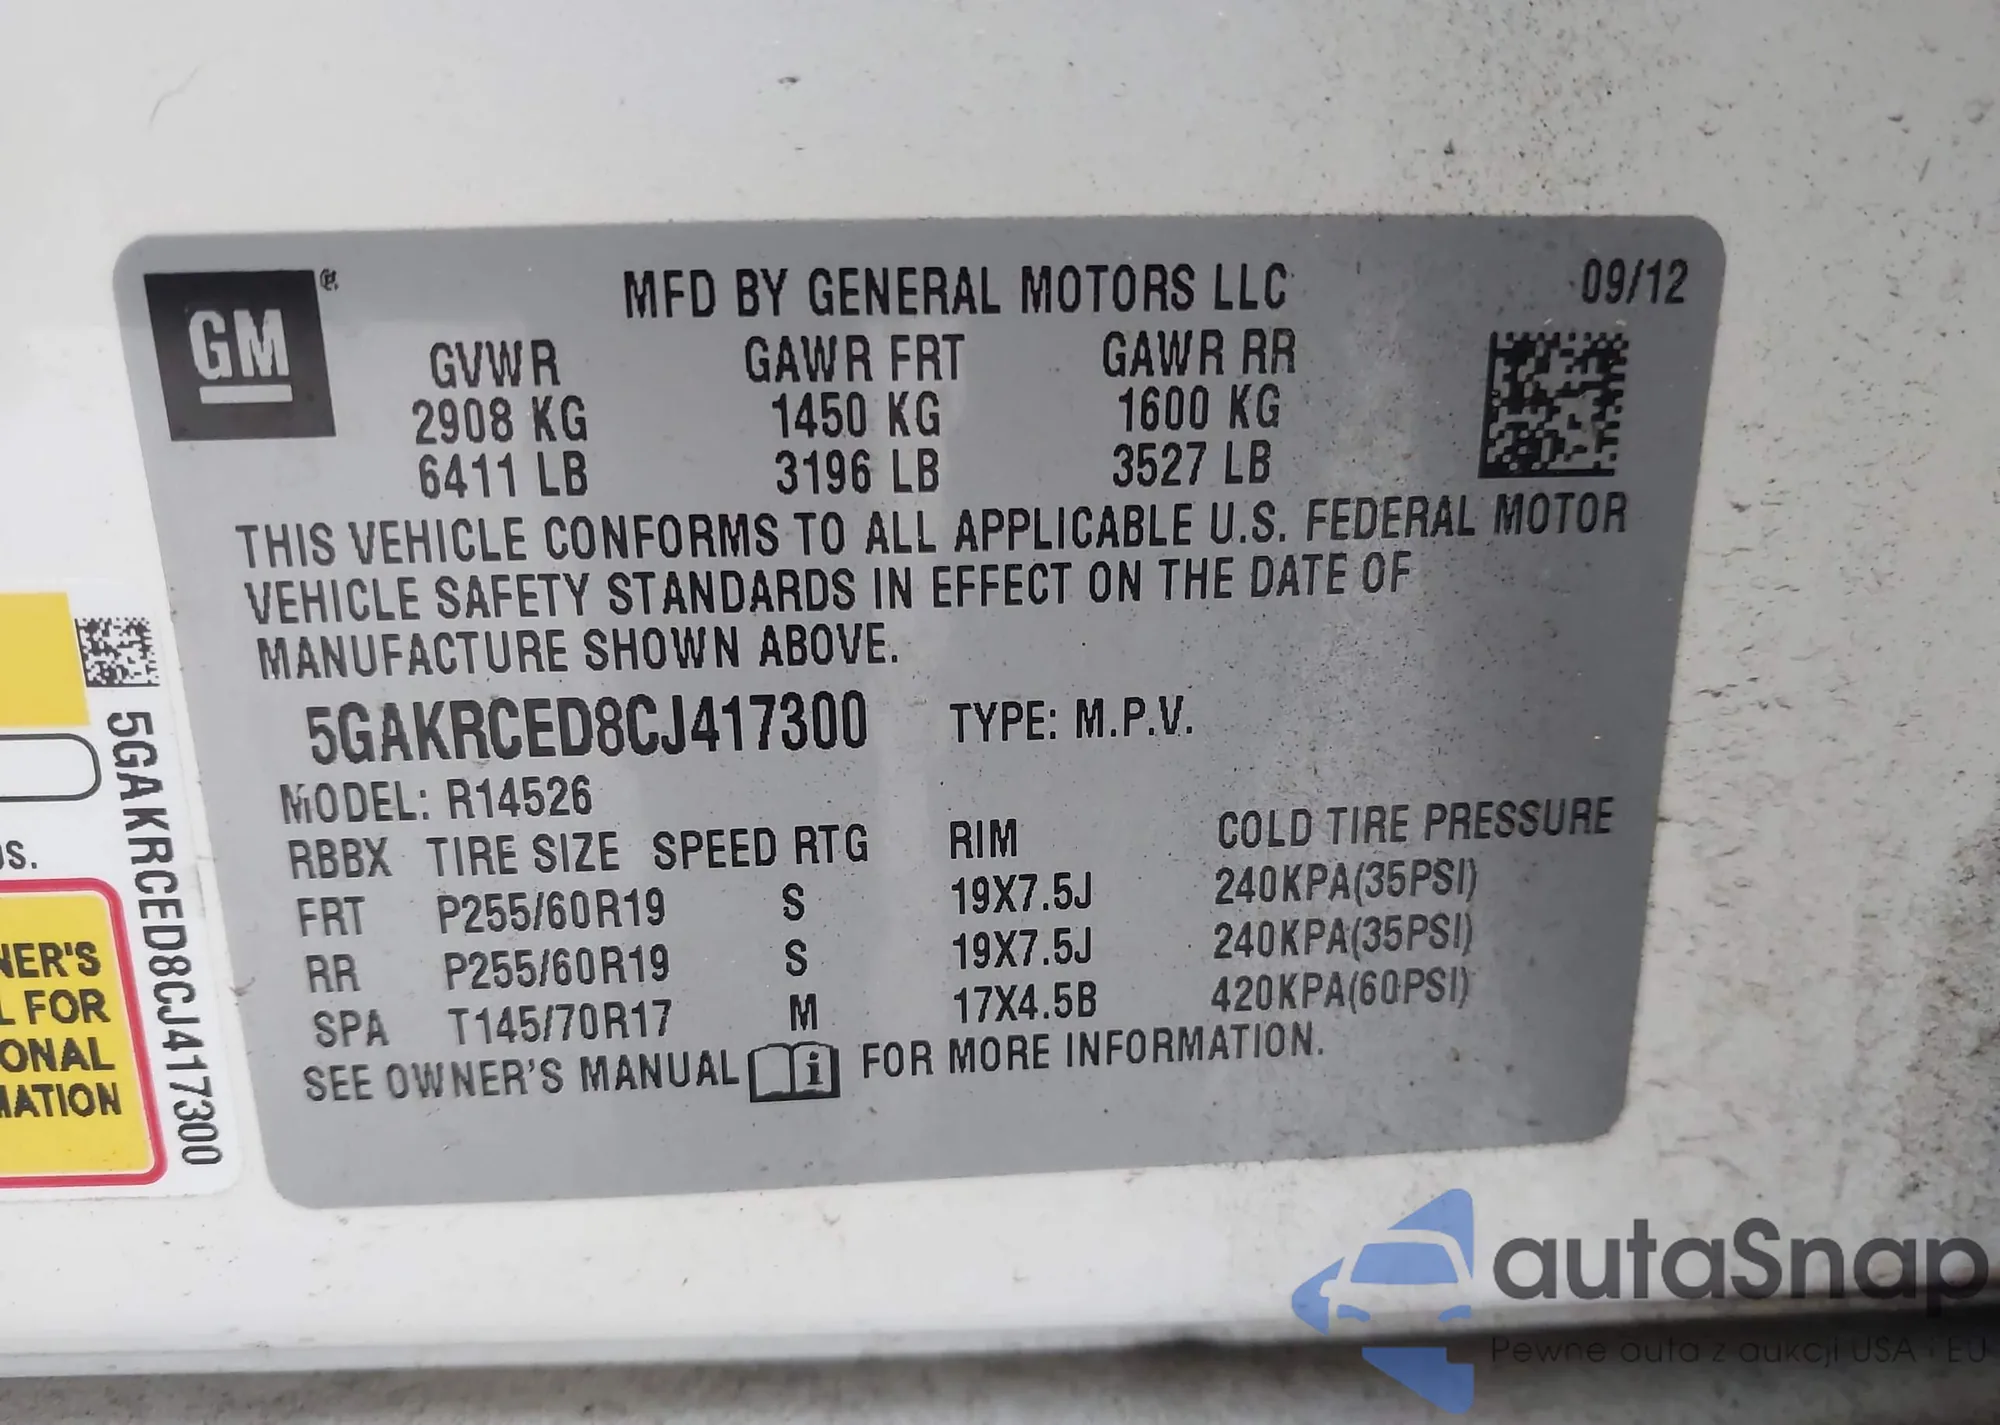 GM
MFD BY GENERAL MOTORS LLC
09/12
GVWR GAWR FRT GAWR RR
2908 KG 1450 KG 1600 KG
6411 LB 3196 LB 3527 LB
THIS VEHICLE CONFORMS TO ALL APPLICABLE U.S. FEDERAL MOTOR
VEHICLE SAFETY STANDARDS IN EFFECT ON THE DATE OF
MANUFACTURE SHOWN ABOVE.
5GAKRCED8CJ417300 TYPE: M.P.V.
MODEL: R14526
RBBX TIRE SIZE SPEED RTG RIM COLD TIRE PRESSURE
FRT P255/60R19 S 19X7.5J 240KPA(35PSI)
RR P255/60R19 S 19X7.5J 240KPA(35PSI)
SPA T145/70R17 M 17X4.5B 420KPA(60PSI)
SEE OWNER'S MANUAL i FOR MORE INFORMATION.
5GAKRCED8CJ417300
NER'S
L FOR
ONAL
MATION
autaSnap
Pewne auta z aukcji USA i EU